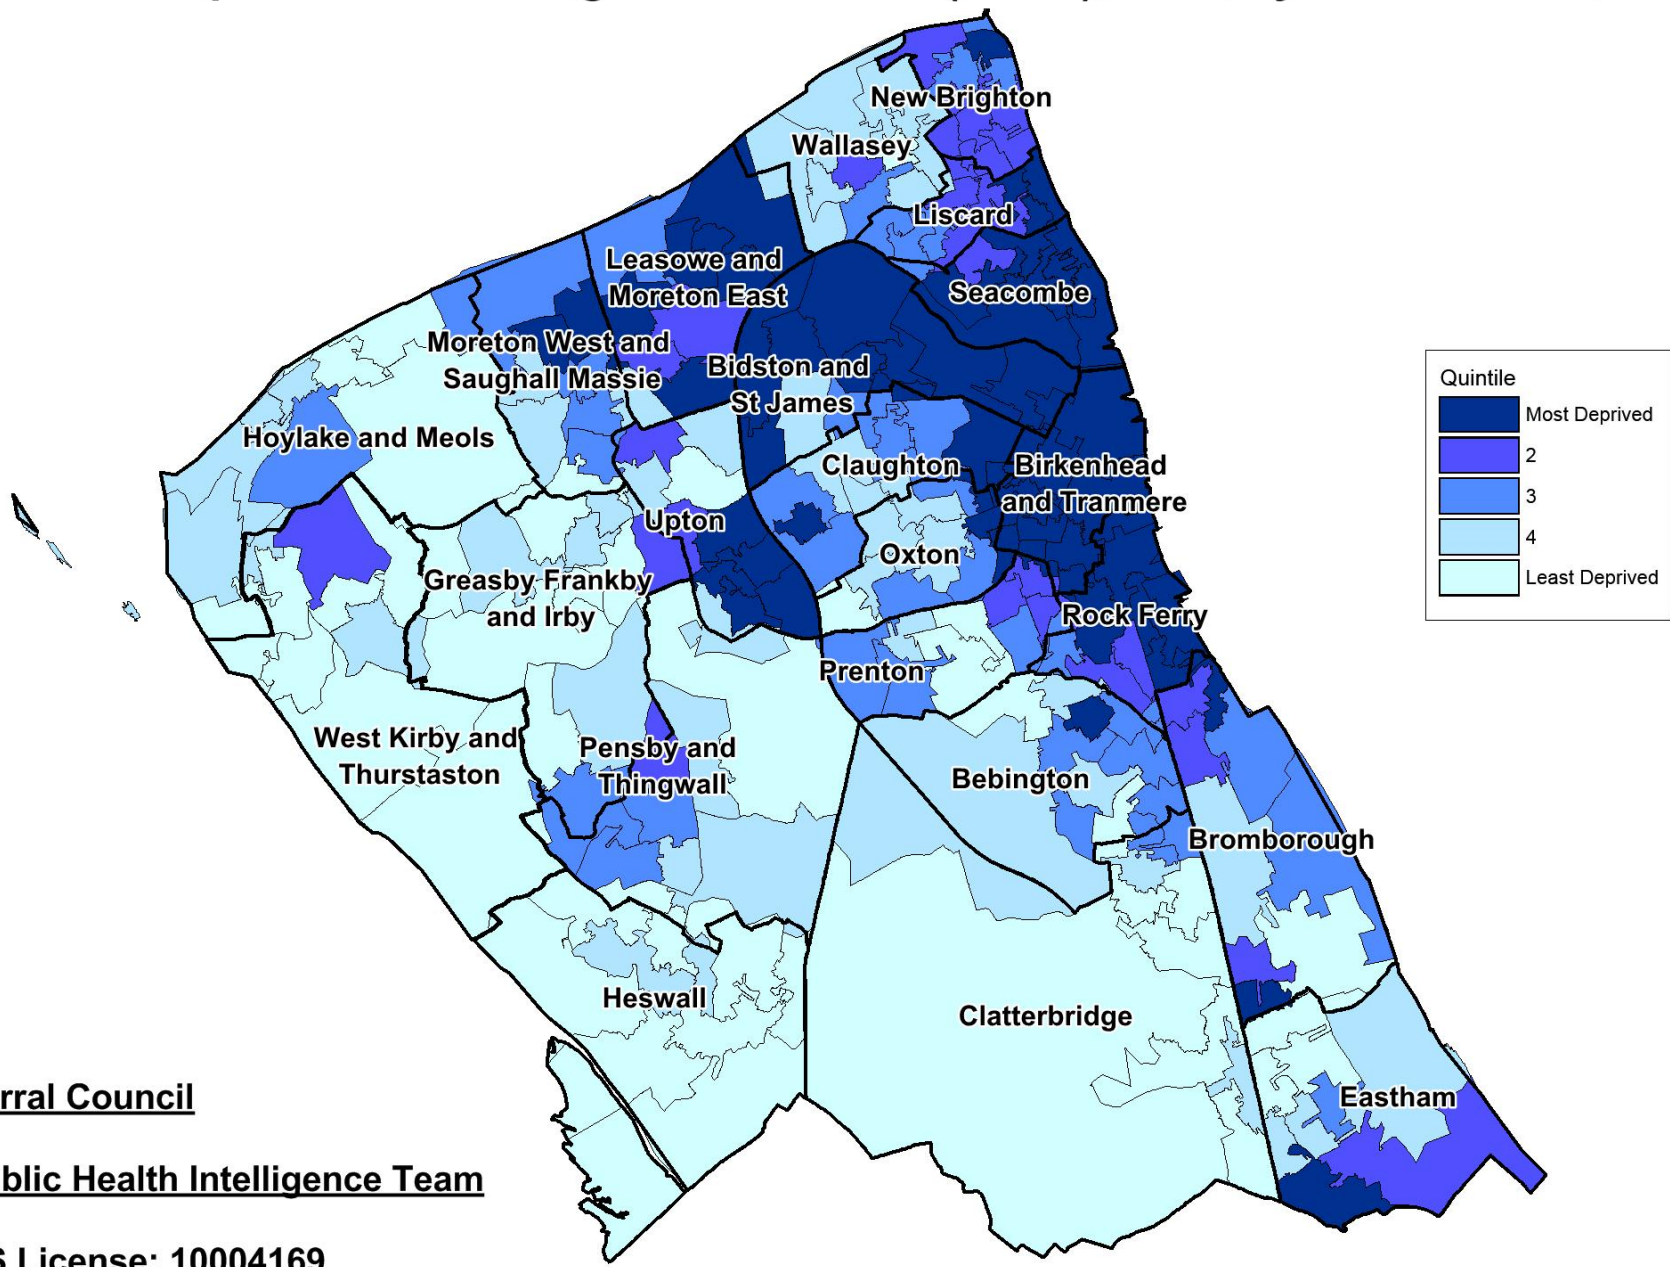 New Brighton
Wallasey
Liscard
Leasowe and
Moreton East
Seacombe
Moreton West and
Saughall Massie
Bidston and
St James
Hoylake and Meols
Claughton
Birkenhead
and Tranmere
Upton
Oxton
Greasby Frankby
and Irby
Rock Ferry
Prenton
West Kirby and
Thurstaston
Pensby and
Thingwall
Bebington
Bromborough
Heswall
Clatterbridge
Eastham
Quintile
Most Deprived
2
3
4
Least Deprived
rral Council
blic Health Intelligence Team
S License: 10004169